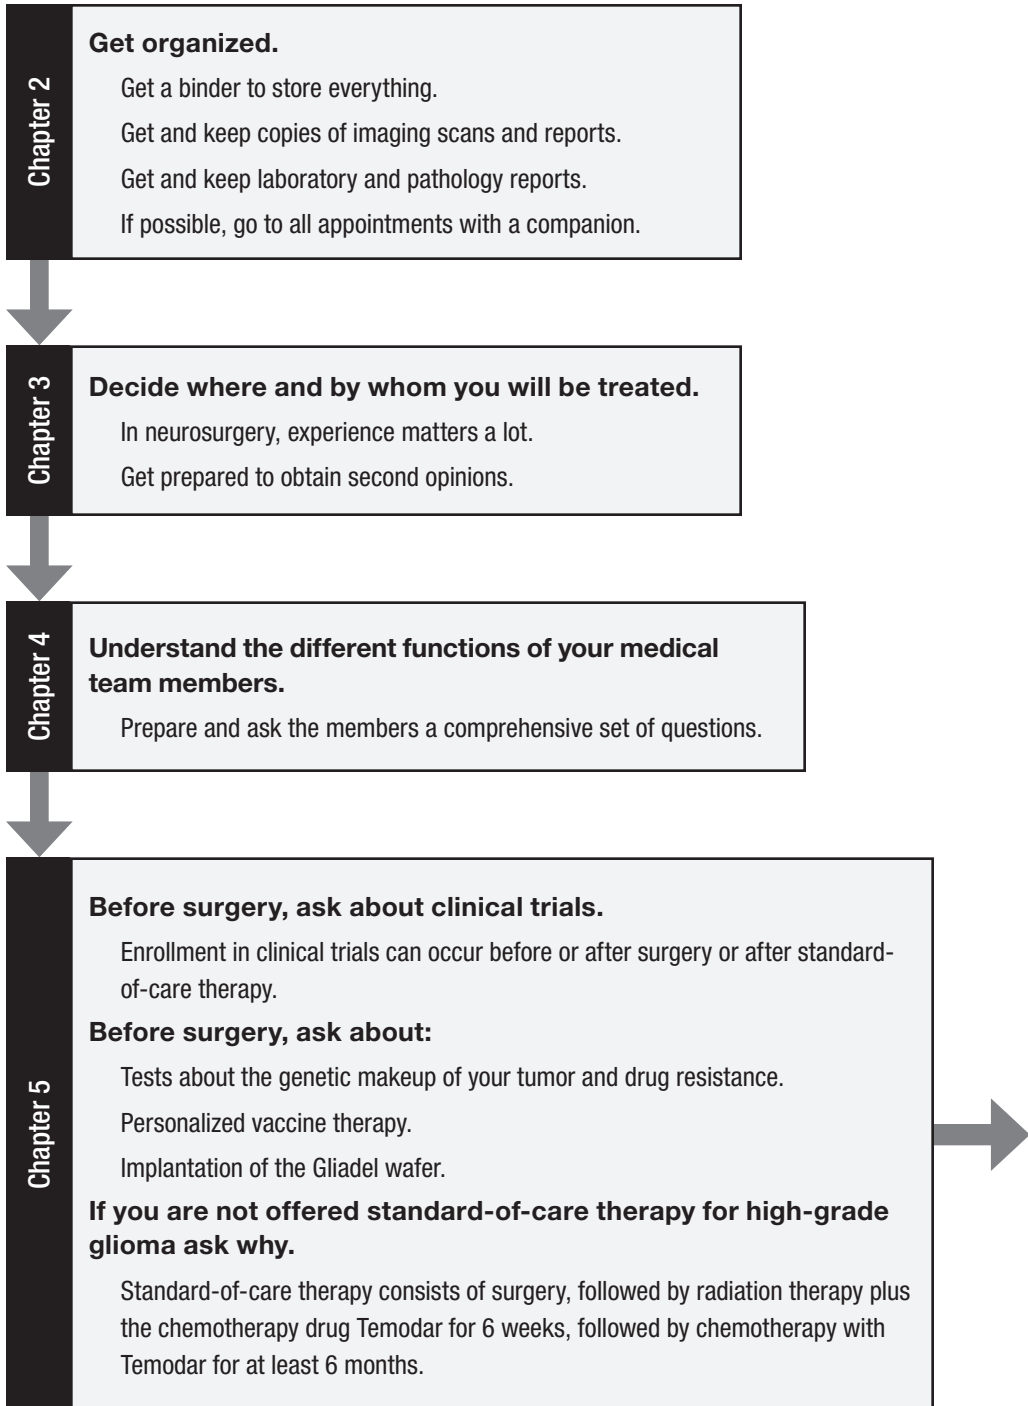 Chapter 2
Get organized.
Get a binder to store everything.
Get and keep copies of imaging scans and reports.
Get and keep laboratory and pathology reports.
If possible, go to all appointments with a companion.
Chapter 3
Decide where and by whom you will be treated.
In neurosurgery, experience matters a lot.
Get prepared to obtain second opinions.
Chapter 4
Understand the different functions of your medical
team members.
Prepare and ask the members a comprehensive set of questions.
Chapter 5
Before surgery, ask about clinical trials.
Enrollment in clinical trials can occur before or after surgery or after standard-
of-care therapy.
Before surgery, ask about:
Tests about the genetic makeup of your tumor and drug resistance.
Personalized vaccine therapy.
Implantation of the Gliadel wafer.
If you are not offered standard-of-care therapy for high-grade
glioma ask why.
Standard-of-care therapy consists of surgery, followed by radiation therapy plus
the chemotherapy drug Temodar for 6 weeks, followed by chemotherapy with
Temodar for at least 6 months.